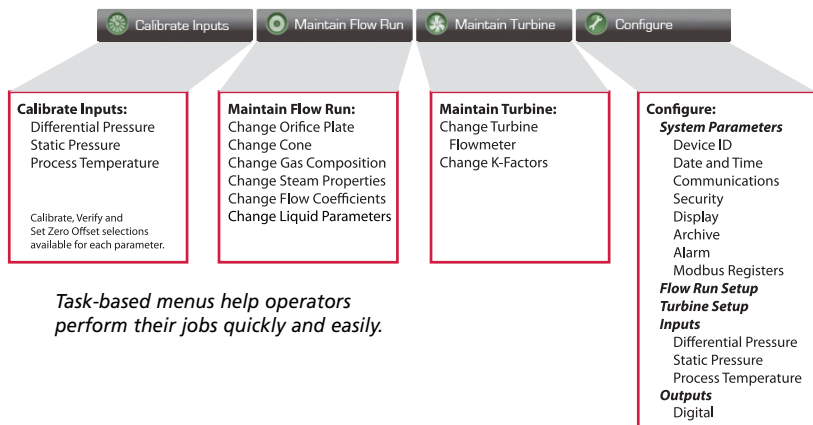 Calibrate Inputs
Maintain Flow Run
Maintain Turbine
Configure
Calibrate Inputs:
Differential Pressure
Static Pressure
Process Temperature
Calibrate, Verify and
Set Zero Offset selections
available for each parameter.
Maintain Flow Run:
Change Orifice Plate
Change Cone
Change Gas Composition
Change Steam Properties
Change Flow Coefficients
Change Liquid Parameters
Maintain Turbine:
Change Turbine
Flowmeter
Change K-Factors
Configure:
System Parameters
Device ID
Date and Time
Communications
Security
Display
Archive
Alarm
Modbus Registers
Flow Run Setup
Turbine Setup
Inputs
Differential Pressure
Static Pressure
Process Temperature
Outputs
Digital
Task-based menus help operators
perform their jobs quickly and easily.